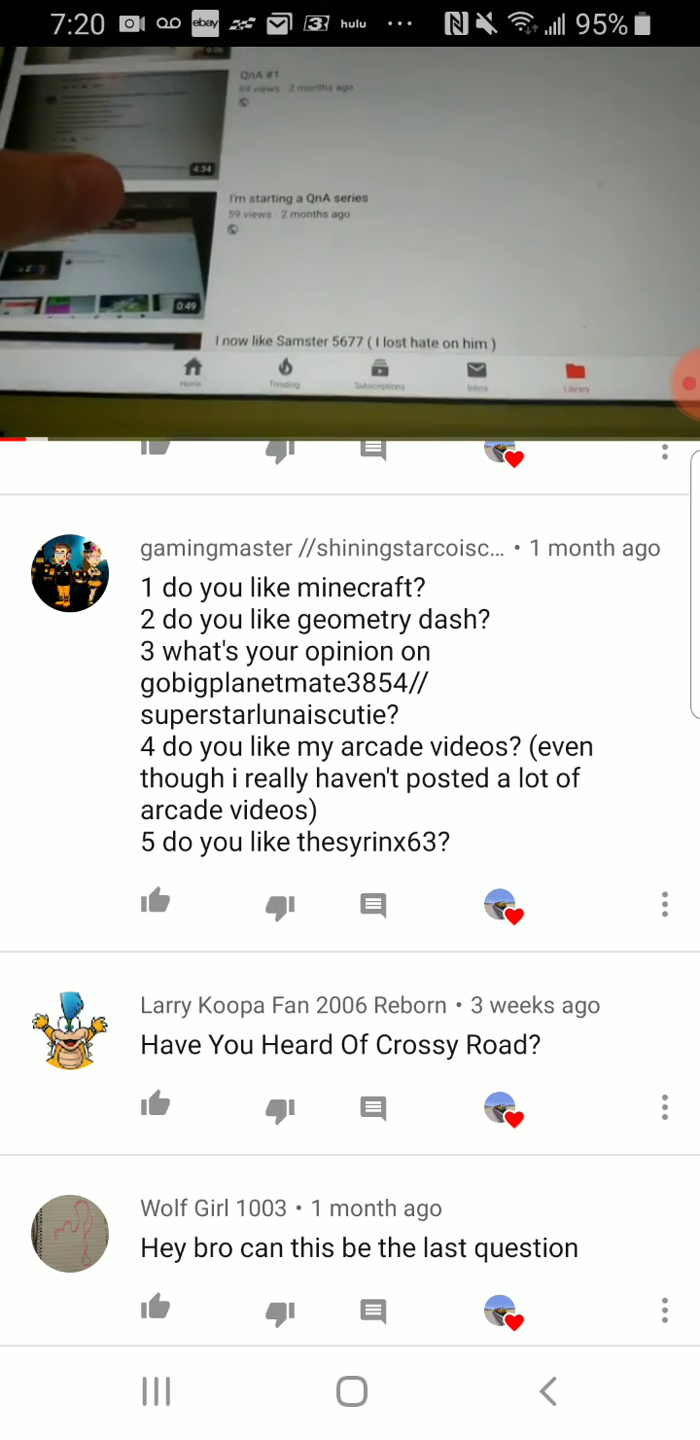 7:20 ebay 3 hulu ... 95%
0:06
QnA #1
69 views · 2 months ago
4:34
I'm starting a QnA series
59 views · 2 months ago
0:49
I now like Samster 5677 ( I lost hate on him )
Home Trending Subscriptions Inbox Library
gamingmaster //shiningstarcoisc... • 1 month ago
1 do you like minecraft?
2 do you like geometry dash?
3 what's your opinion on
gobigplanetmate3854//
superstarlunaiscutie?
4 do you like my arcade videos? (even
though i really haven't posted a lot of
arcade videos)
5 do you like thesyrinx63?
Larry Koopa Fan 2006 Reborn • 3 weeks ago
Have You Heard Of Crossy Road?
Wolf Girl 1003 • 1 month ago
Hey bro can this be the last question